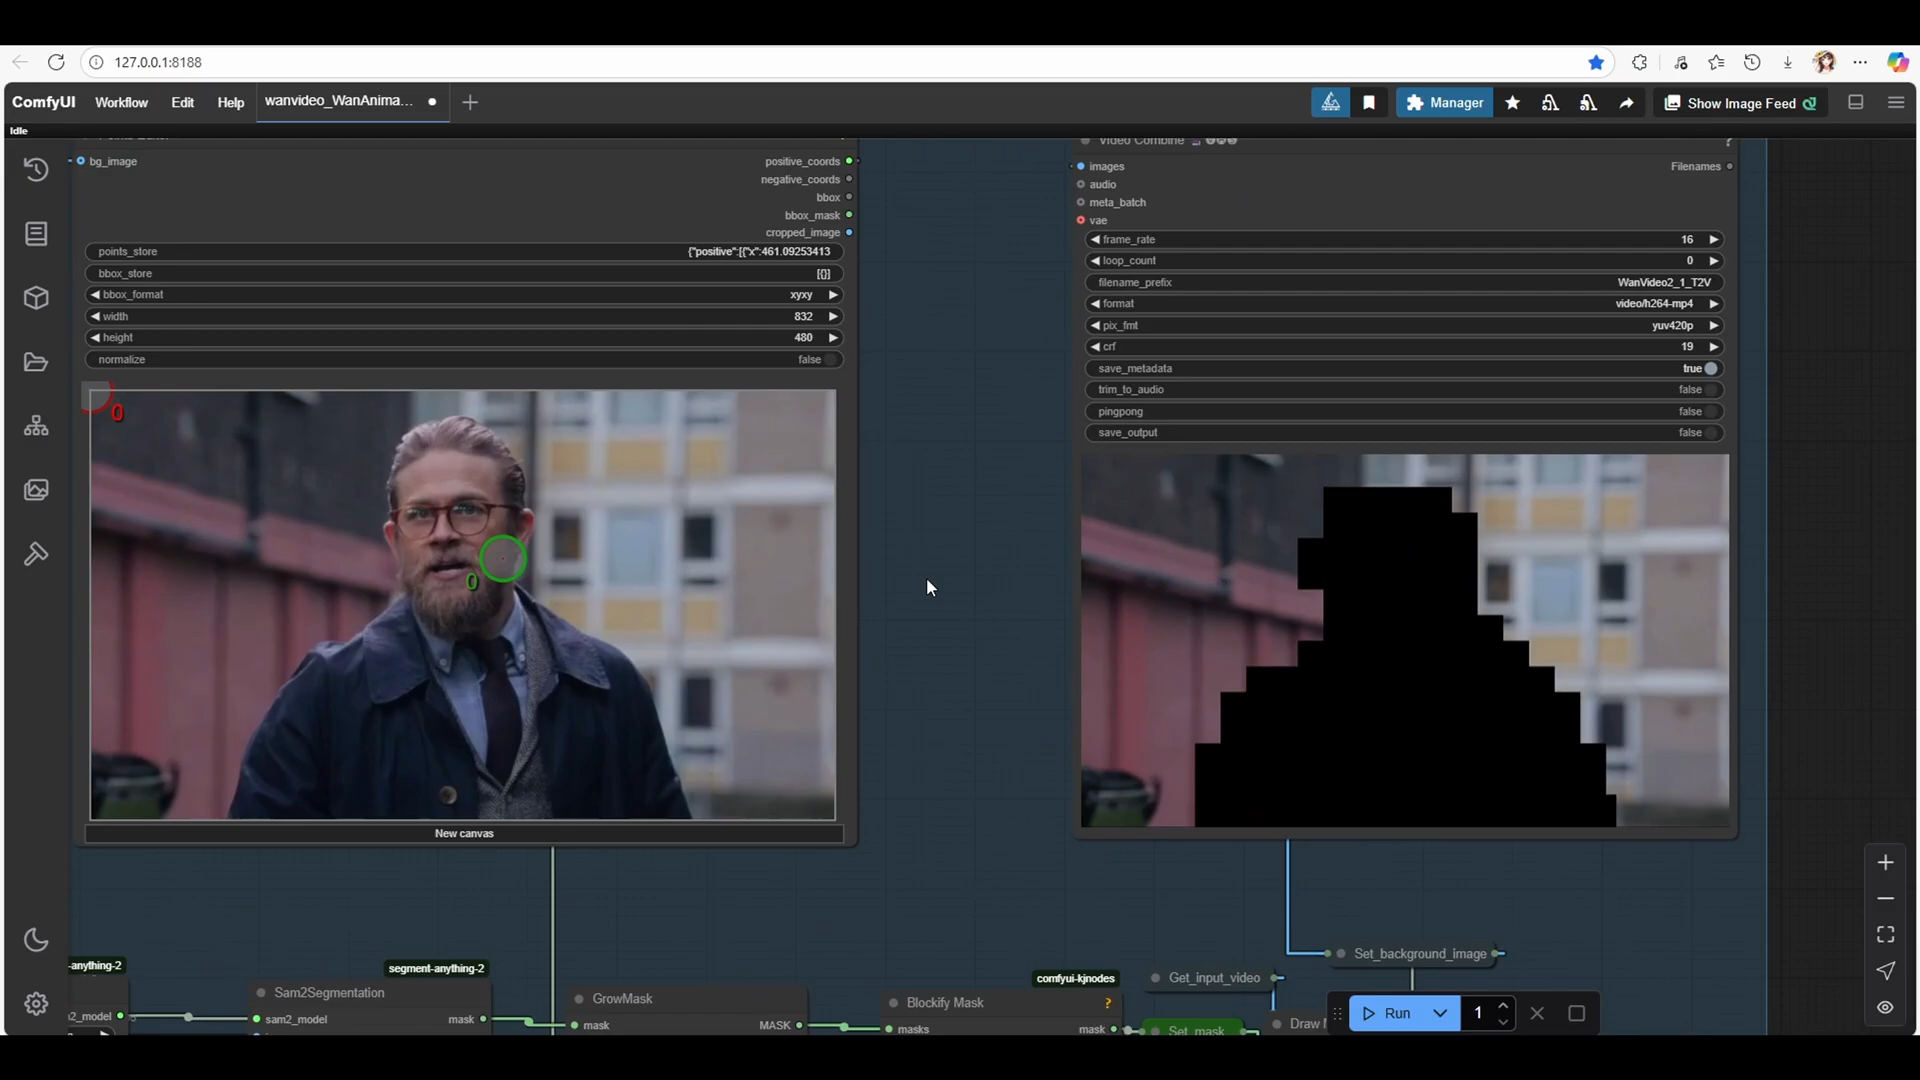 127.0.0.1:8188
ComfyUI Workflow Edit Help wanvideo_WanAnima...
Manager Show Image Feed
Idle
bg_image
positive_coords
negative_coords
bbox
bbox_mask
cropped_image
points_store {"positive":[{"x":461.09253413
bbox_store [{}]
bbox_format xyxy
width 832
height 480
normalize false
0
0
New canvas
Video Combine
images Filenames
audio
meta_batch
vae
frame_rate 16
loop_count 0
filename_prefix WanVideo2_1_T2V
format video/h264-mp4
pix_fmt yuv420p
crf 19
save_metadata true
trim_to_audio false
pingpong false
save_output false
Set_background_image
-anything-2
segment-anything-2
comfyui-kjnodes
Get_input_video
Sam2Segmentation
GrowMask
Blockify Mask ?
sam2_model mask
mask MASK
masks mask
Set_mask
Draw
Run 1